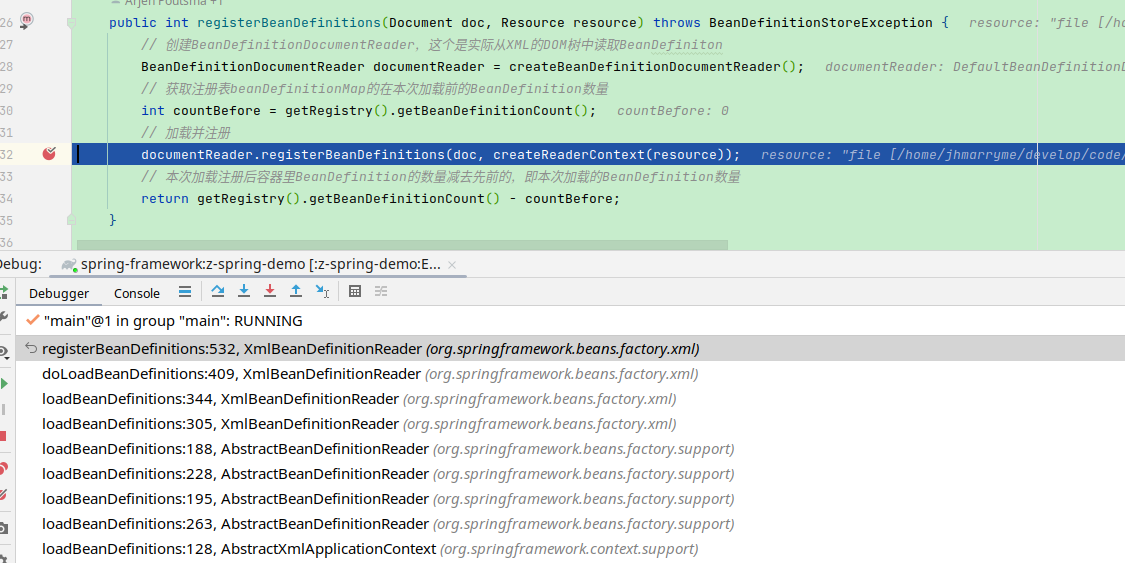 Arjen Poutsma +1
26 public int registerBeanDefinitions(Document doc, Resource resource) throws BeanDefinitionStoreException { resource: "file [/h
27 // 创建BeanDefinitionDocumentReader，这个是实际从XML的DOM树中读取BeanDefiniton
28 BeanDefinitionDocumentReader documentReader = createBeanDefinitionDocumentReader(); documentReader: DefaultBeanDefinition
29 // 获取注册表beanDefinitionMap的在本次加载前的BeanDefinition数量
30 int countBefore = getRegistry().getBeanDefinitionCount(); countBefore: 0
31 // 加载并注册
32 documentReader.registerBeanDefinitions(doc, createReaderContext(resource)); resource: "file [/home/jhmarryme/develop/code/
33 // 本次加载注册后容器里BeanDefinition的数量减去先前的，即本次加载的BeanDefinition数量
34 return getRegistry().getBeanDefinitionCount() - countBefore;
35 }
36
Debug: spring-framework:z-spring-demo [:z-spring-demo:E... ×
Debugger Console
"main"@1 in group "main": RUNNING
registerBeanDefinitions:532, XmlBeanDefinitionReader (org.springframework.beans.factory.xml)
doLoadBeanDefinitions:409, XmlBeanDefinitionReader (org.springframework.beans.factory.xml)
loadBeanDefinitions:344, XmlBeanDefinitionReader (org.springframework.beans.factory.xml)
loadBeanDefinitions:305, XmlBeanDefinitionReader (org.springframework.beans.factory.xml)
loadBeanDefinitions:188, AbstractBeanDefinitionReader (org.springframework.beans.factory.support)
loadBeanDefinitions:228, AbstractBeanDefinitionReader (org.springframework.beans.factory.support)
loadBeanDefinitions:195, AbstractBeanDefinitionReader (org.springframework.beans.factory.support)
loadBeanDefinitions:263, AbstractBeanDefinitionReader (org.springframework.beans.factory.support)
loadBeanDefinitions:128, AbstractXmlApplicationContext (org.springframework.context.support)